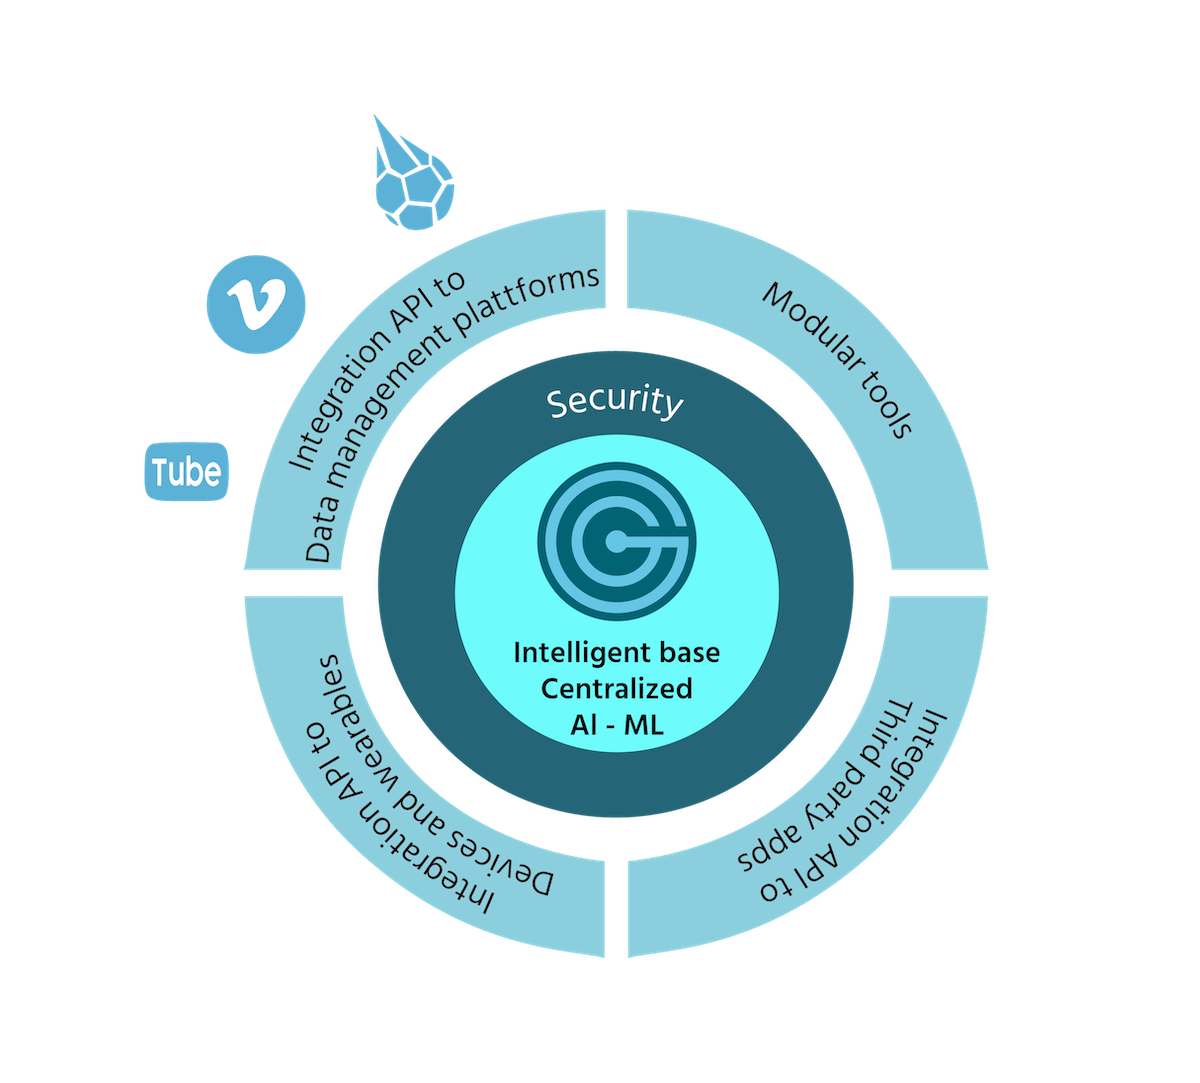 Integration API to
Data management plattforms
Modular tools
Tube
Security
Intelligent base
Centralized
AI - ML
Integration API to
Devices and wearables
Integration API to
Third party apps